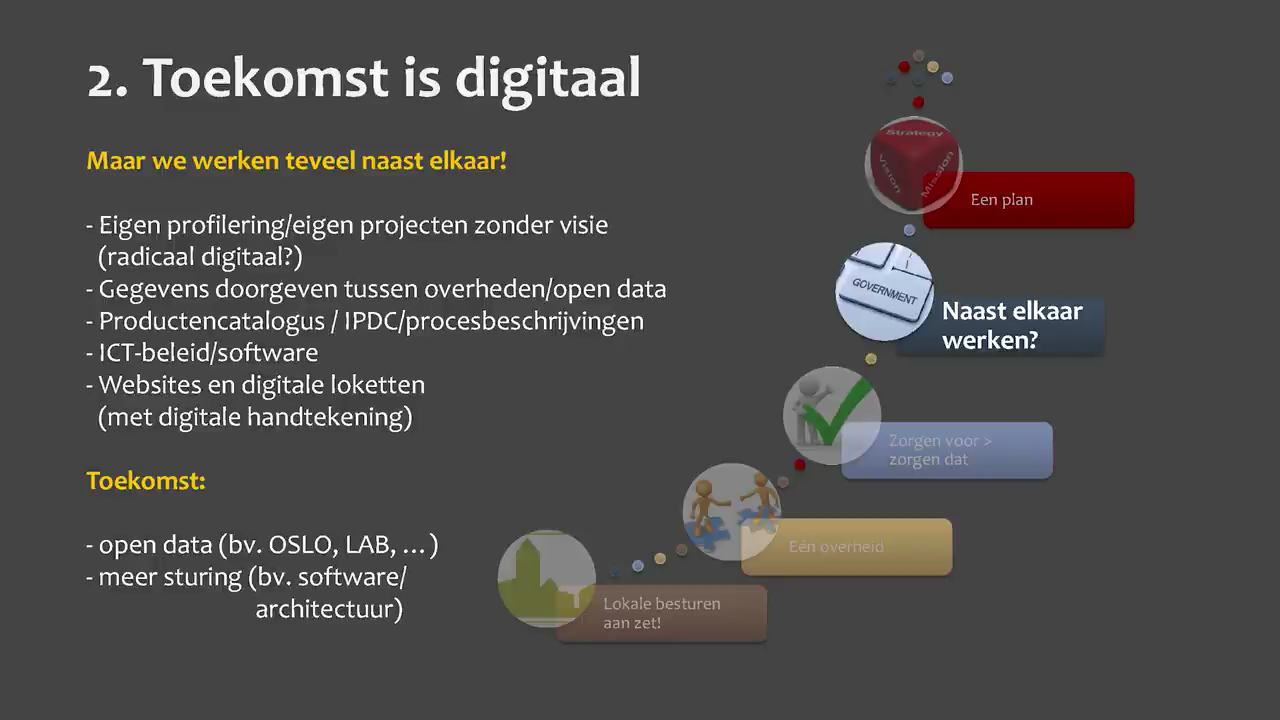 2. Toekomst is digitaal
Maar we werken teveel naast elkaar!
- Eigen profilering/eigen projecten zonder visie
(radicaal digitaal?)
- Gegevens doorgeven tussen overheden/open data
- Productencatalogus / IPDC/procesbeschrijvingen
- ICT-beleid/software
- Websites en digitale loketten
(met digitale handtekening)
Toekomst:
- open data (bv. OSLO, LAB, ...)
- meer sturing (bv. software/
architectuur)
Strategy
Vision
Mission
Een plan
GOVERNMENT
Naast elkaar
werken?
Zorgen voor >
zorgen dat
Eén overheid
Lokale besturen
aan zet!